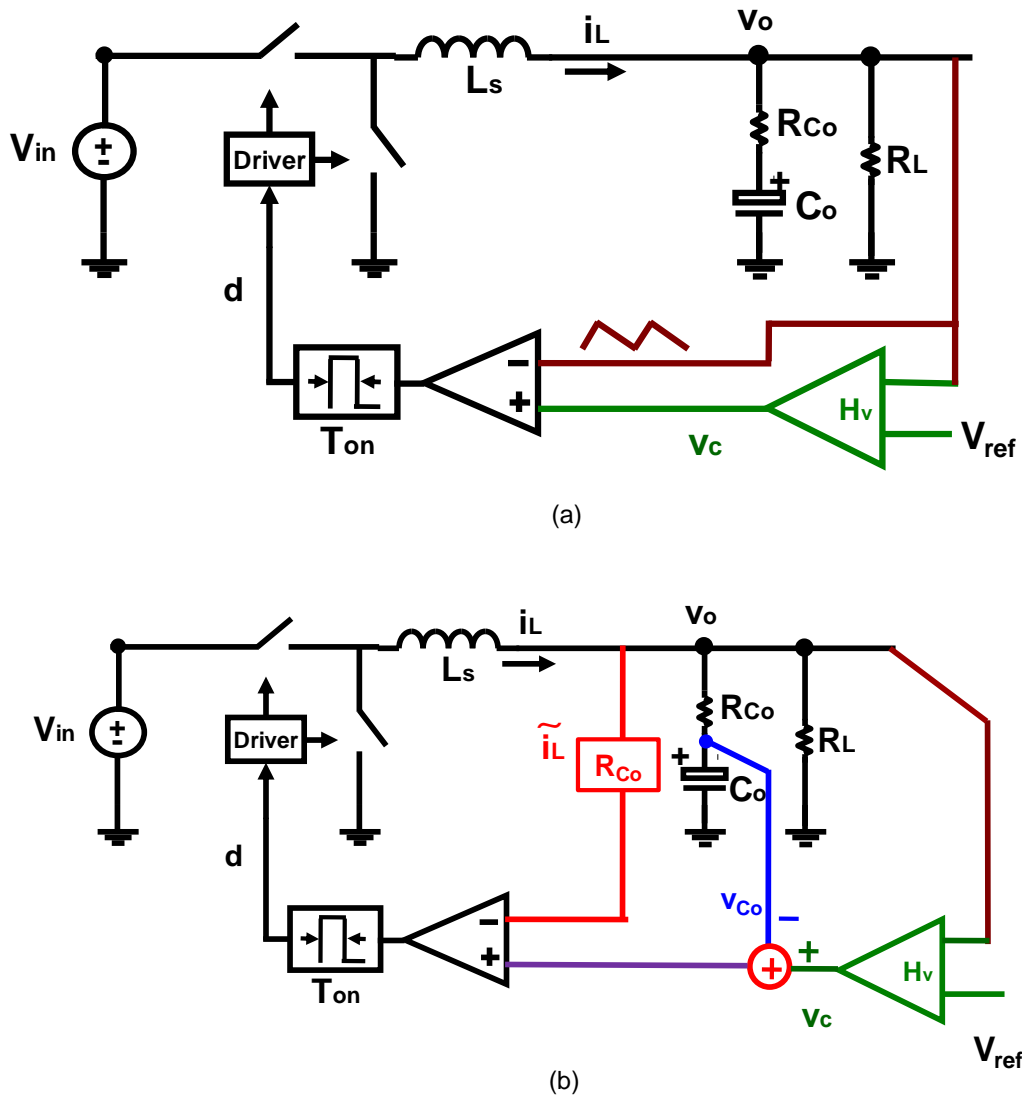 iL
vo
Ls
RCo
Vin
+
-
Driver
RL
+
Co
d
−
+
Hv
Ton
vc
Vref
(a)
iL
vo
Ls
RCo
Vin
+
-
Driver
ĩL
RCo
RL
+
Co
d
vCo
−
−
+
+
+
Hv
Ton
vc
Vref
(b)